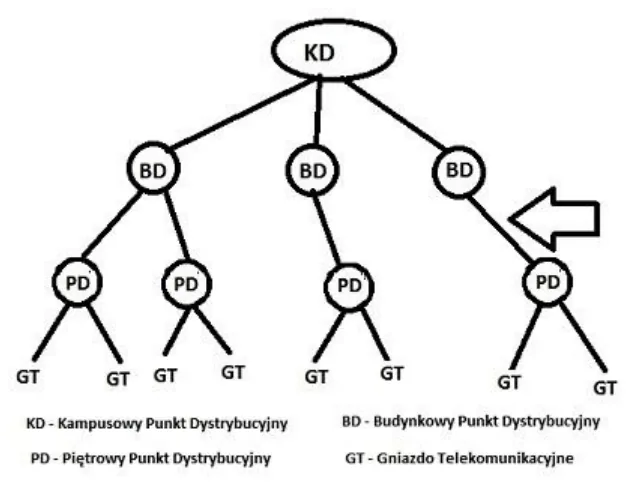 KD
BD BD BD
PD PD PD PD
GT GT GT GT GT GT GT GT
KD - Kampusowy Punkt Dystrybucyjny BD - Budynkowy Punkt Dystrybucyjny
PD - Piętrowy Punkt Dystrybucyjny GT - Gniazdo Telekomunikacyjne